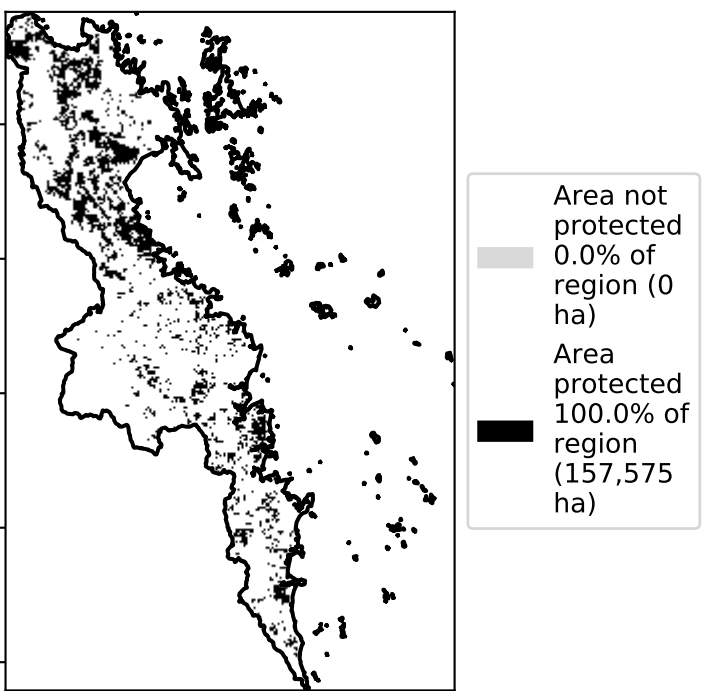 Area not
protected
0.0% of
region (0
ha)
Area
protected
100.0% of
region
(157,575
ha)